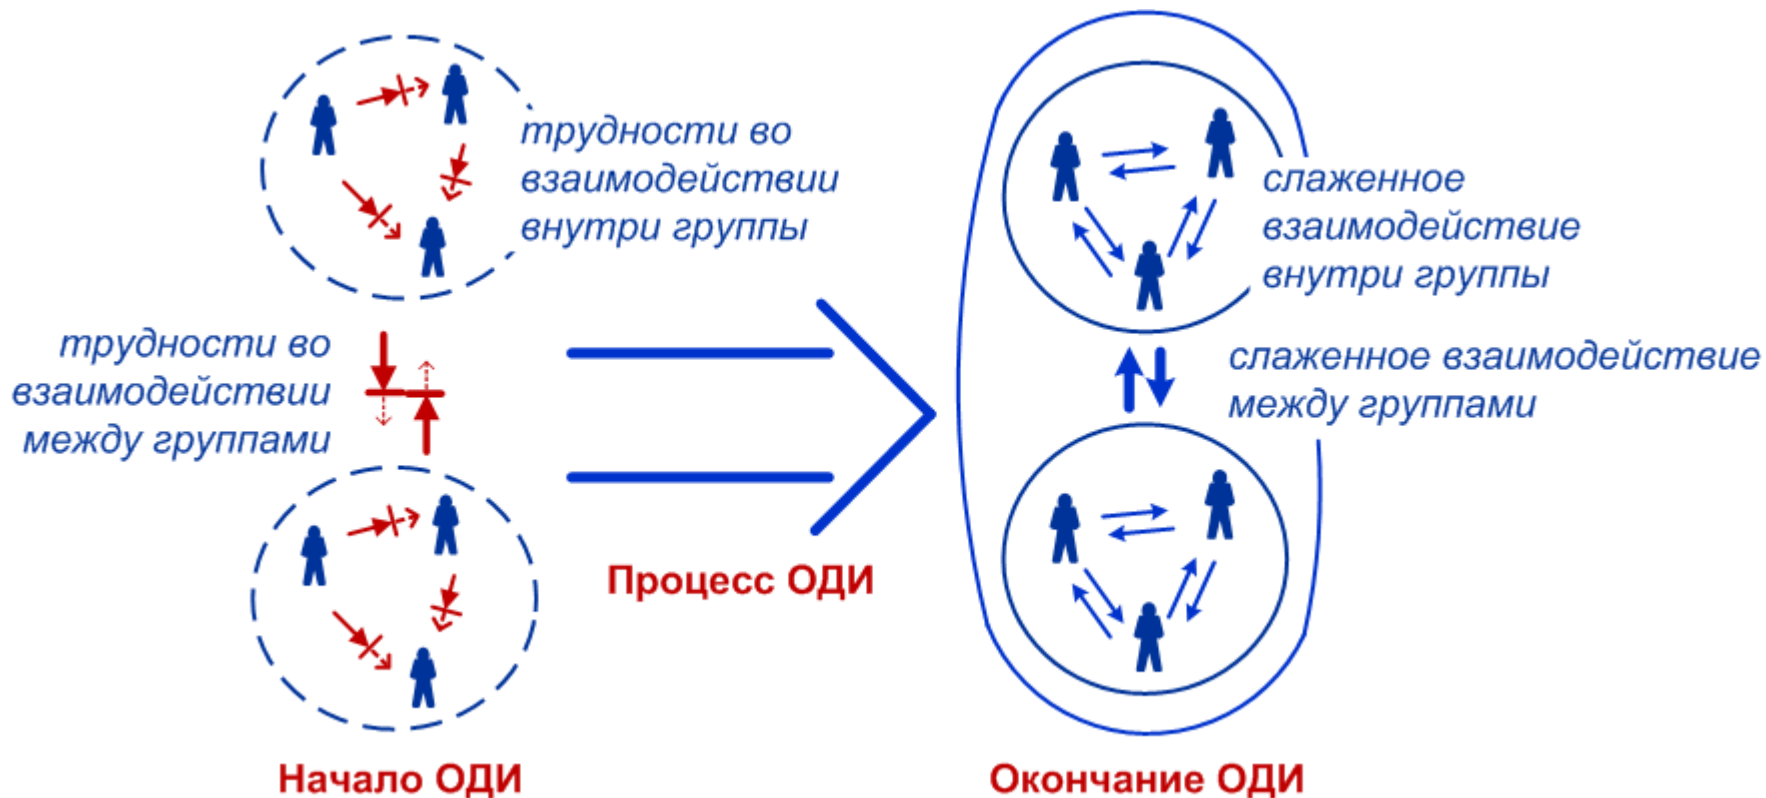 трудности во
взаимодействии
внутри группы
трудности во
взаимодействии
между группами
Начало ОДИ
Процесс ОДИ
слаженное
взаимодействие
внутри группы
слаженное взаимодействие
между группами
Окончание ОДИ